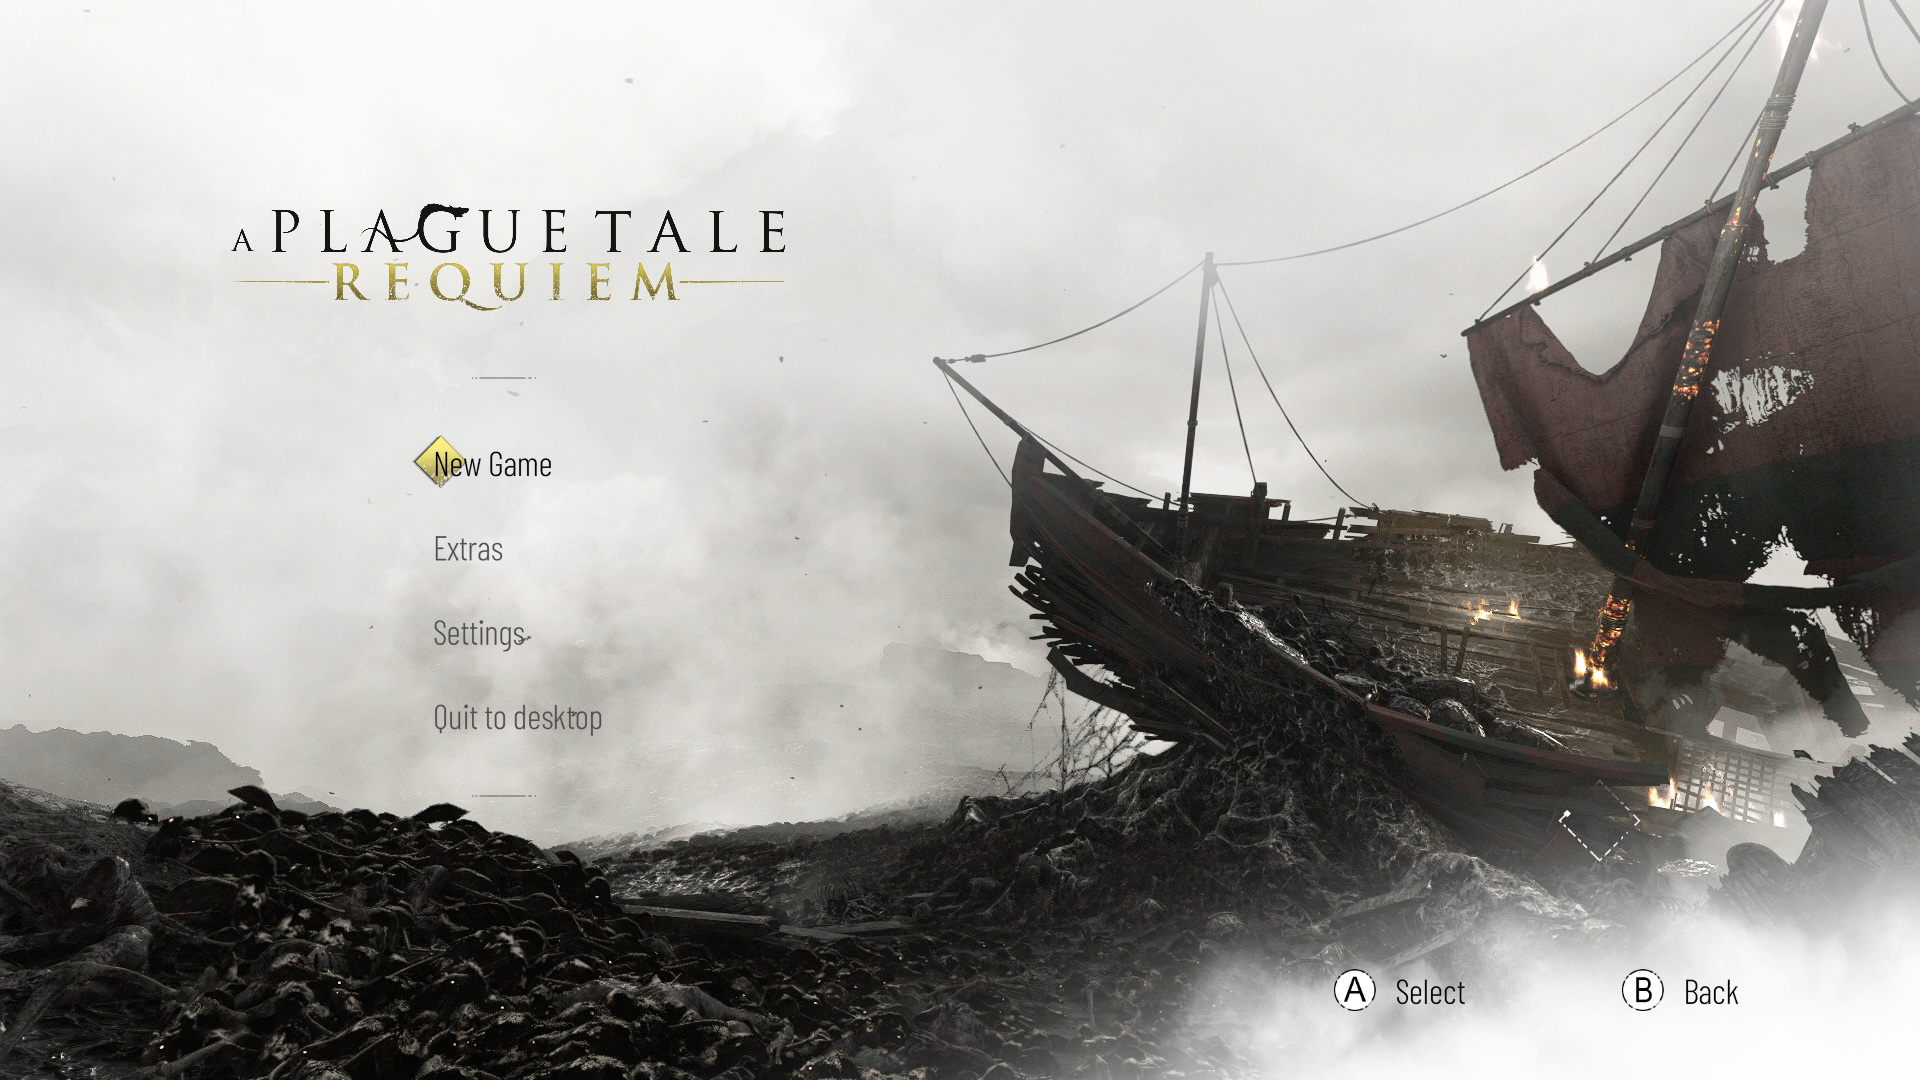 A PLAGUE TALE
REQUIEM
New Game
Extras
Settings
Quit to desktop
A Select
B Back